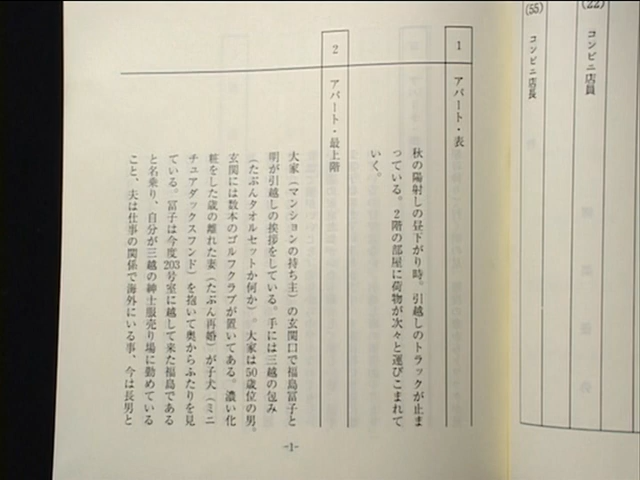 (22)
コンビニ店員
(55)
コンビニ店長
1
アパート・表
秋の陽射しの昼下がり時。引越しのトラックが止ま
っている。2階の部屋に荷物が次々と運びこまれて
いく。
2
アパート・最上階
大家（マンションの持ち主）の玄関口で福島冨子と
明が引越しの挨拶をしている。手には三越の包み
（たぶんタオルセットか何か）。大家は50歳位の男。
玄関には数本のゴルフクラブが置いてある。濃い化
粧をした歳の離れた妻（たぶん再婚）が子犬（ミニ
チュアダックスフンド）を抱いて奥からふたりを見
ている。冨子は今度203号室に越して来た福島である
と名乗り、自分が三越の紳士服売り場に勤めている
こと、夫は仕事の関係で海外にいる事、今は長男と
-1-